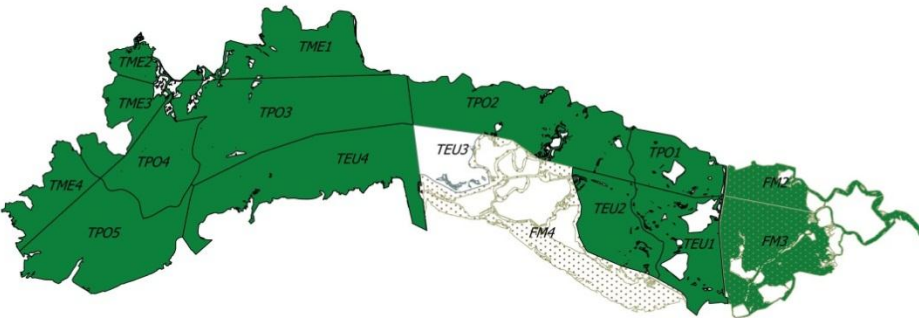 TME1
TME2
TME3
TPO3
TPO2
TPO4
TEU4
TEU3
TPO1
TME4
FM2
TEU2
TPO5
FM4
TEU1
FM3